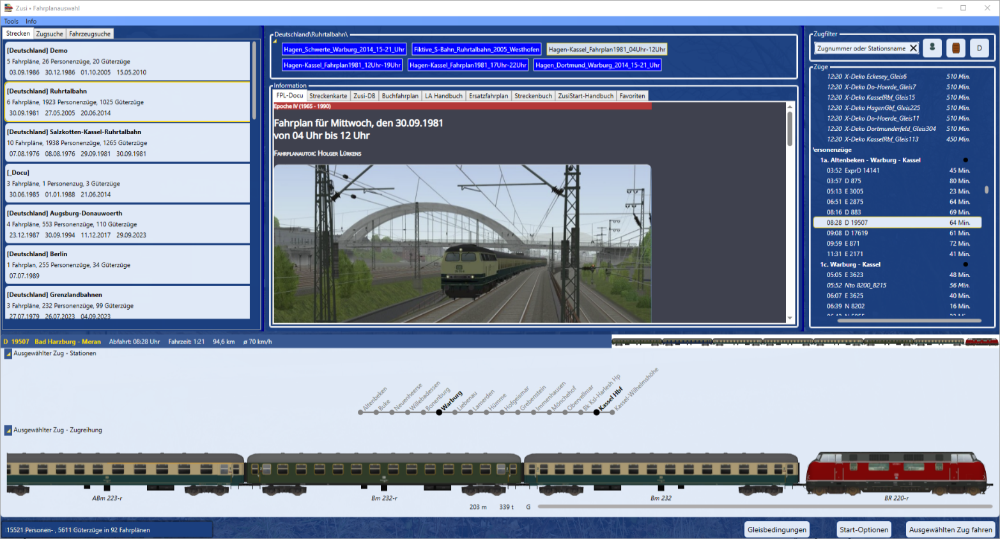 Zusi • Fahrplanauswahl
Tools Info
Strecken Zugsuche Fahrzeugsuche
[Deutschland] Demo
5 Fahrpläne, 26 Personenzüge, 20 Güterzüge
03.09.1986 30.12.1986 01.10.2005 15.05.2010
[Deutschland] Ruhrtalbahn
6 Fahrpläne, 1923 Personenzüge, 1025 Güterzüge
30.09.1981 27.05.2005 20.06.2014
[Deutschland] Salzkotten-Kassel-Ruhrtalbahn
10 Fahrpläne, 1938 Personenzüge, 1265 Güterzüge
07.08.1976 08.08.1976 29.09.1981 30.09.1981
[_Docu]
3 Fahrpläne, 1 Personenzug, 3 Güterzüge
30.06.1985 01.01.1988 21.06.2014
[Deutschland] Augsburg-Donauwoerth
4 Fahrpläne, 553 Personenzüge, 110 Güterzüge
23.12.1987 30.09.1994 11.12.2017 29.09.2023
[Deutschland] Berlin
1 Fahrplan, 255 Personenzüge, 34 Güterzüge
07.07.1989
[Deutschland] Grenzlandbahnen
3 Fahrpläne, 232 Personenzüge, 99 Güterzüge
27.07.1979 26.07.2023 04.09.2023
Deutschland\Ruhrtalbahn\
Hagen_Schwerte_Warburg_2014_15-21_Uhr Fiktive_S-Bahn_Ruhrtalbahn_2005_Westhofen Hagen-Kassel_Fahrplan1981_04Uhr-12Uhr
Hagen-Kassel_Fahrplan1981_12Uhr-19Uhr Hagen-Kassel_Fahrplan1981_17Uhr-22Uhr Hagen_Dortmund_Warburg_2014_15-21_Uhr
Information
FPL-Docu Streckenkarte Zusi-DB Buchfahrplan LA Handbuch Ersatzfahrplan Streckenbuch ZusiStart-Handbuch Favoriten
Epoche IV (1965 - 1990)
Fahrplan für Mittwoch, den 30.09.1981
von 04 Uhr bis 12 Uhr
Fahrplanautor: Holger Lürkens
Zugfilter
Zugnummer oder Stationsname D
Züge
12:20 X-Deko Eckesey_Gleis6 510 Min.
12:20 X-Deko Do-Hoerde_Gleis7 510 Min.
12:20 X-Deko KasselRbf_Gleis15 510 Min.
12:20 X-Deko HagenGbf_Gleis225 510 Min.
12:20 X-Deko Do-Hoerde_Gleis11 510 Min.
12:20 X-Deko Dortmunderfeld_Gleis304 510 Min.
12:20 X-Deko KasselRbf_Gleis113 450 Min.
ersonenzüge
1a. Altenbeken - Warburg - Kassel
03:52 ExprD 14141 45 Min.
03:57 D 875 80 Min.
05:13 E 3005 23 Min.
06:51 E 2875 64 Min.
08:16 D 883 69 Min.
08:28 D 19507 64 Min.
09:08 D 17619 61 Min.
09:59 E 871 72 Min.
11:31 E 2171 41 Min.
1c. Warburg - Kassel
05:05 E 3623 48 Min.
05:52 Nto 8200_8215 56 Min.
06:07 E 3625 40 Min.
06:39 N 8202 16 Min.
D 19507 Bad Harzburg - Meran Abfahrt: 08:28 Uhr Fahrzeit: 1:21 94,6 km ø 70 km/h
Ausgewählter Zug - Stationen
Altenbeken
Buke
Neuenheerse
Willebadessen
Bonenburg
Warburg
Liebenau
Lamerden
Hümme
Hofgeismar
Grebenstein
Immenhausen
Mönchehof
Obervellmar
Bk Ksl-Harlesh Hp
Kassel Hbf
Kassel-Wilhelmshöhe
Ausgewählter Zug - Zugreihung
ABm 223-r Bm 232-r Bm 232 BR 220-r
203 m 339 t G
15521 Personen- , 5611 Güterzüge in 92 Fahrplänen
Gleisbedingungen Start-Optionen Ausgewählten Zug fahren